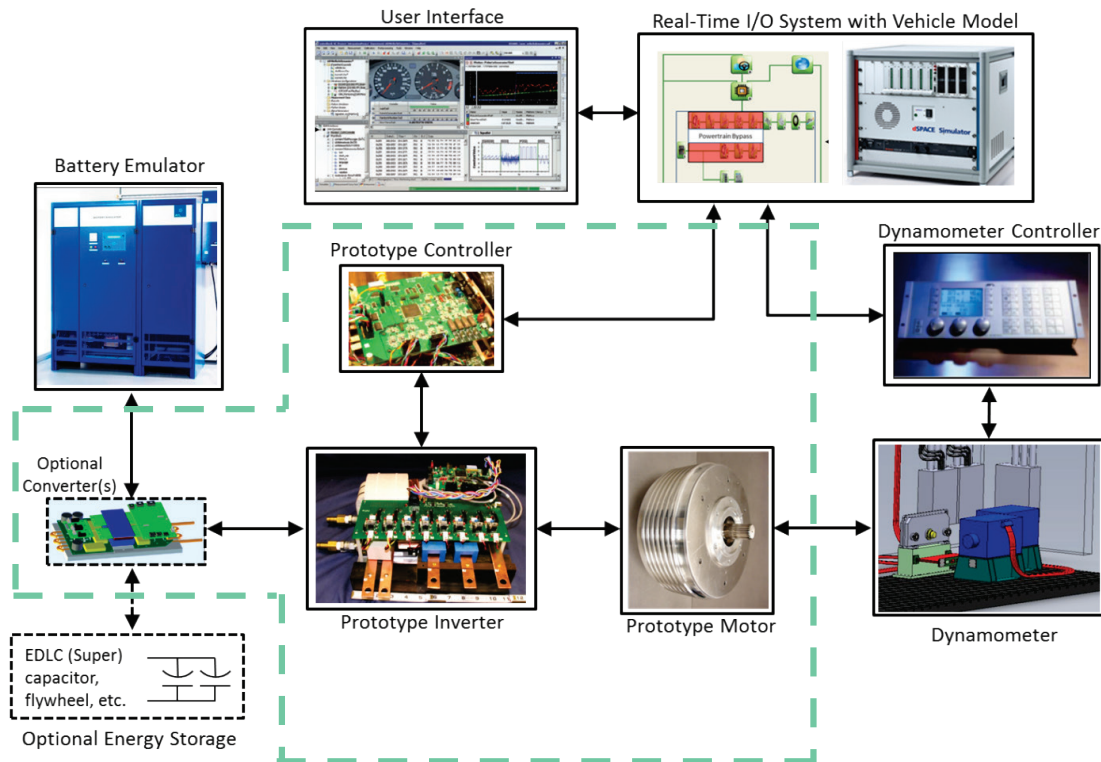 User Interface
Real-Time I/O System with Vehicle Model
Powertrain Bypass
dSPACE Simulator
Battery Emulator
Prototype Controller
Dynamometer Controller
Optional
Converter(s)
Prototype Inverter
Prototype Motor
Dynamometer
EDLC (Super)
capacitor,
flywheel, etc.
Optional Energy Storage